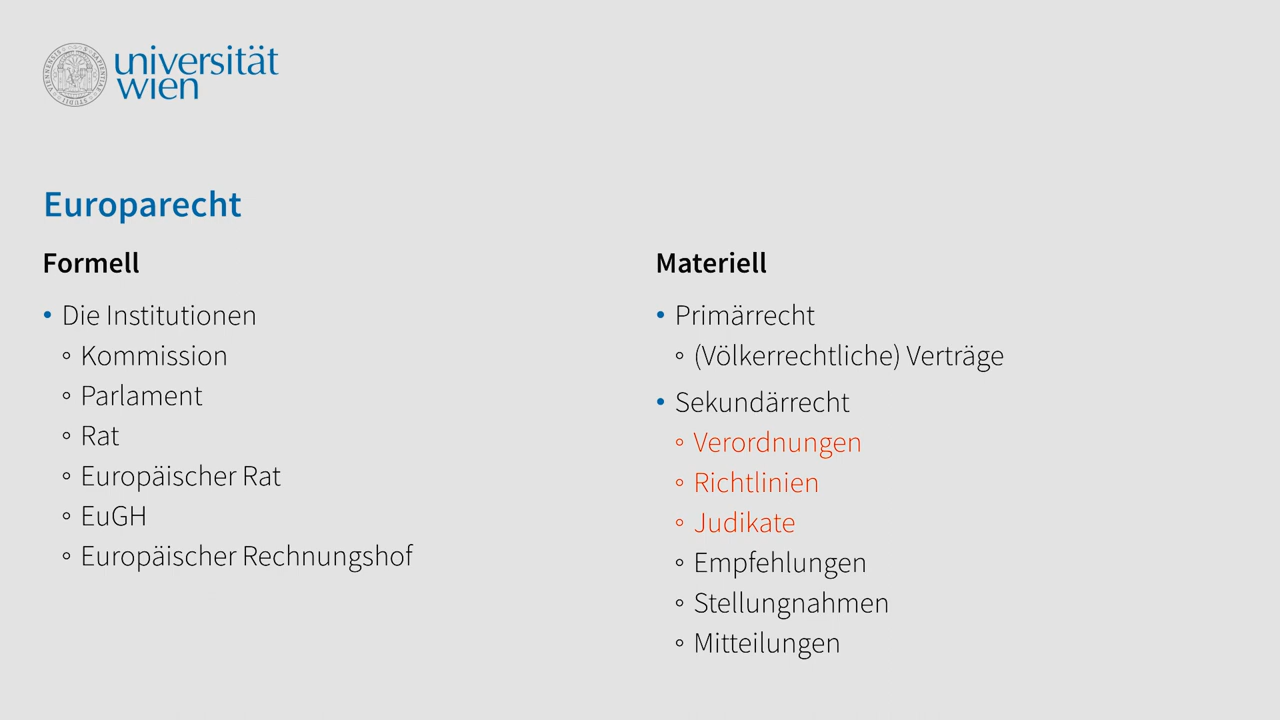 universität
wien
Europarecht
Formell
• Die Institutionen
◦ Kommission
◦ Parlament
◦ Rat
◦ Europäischer Rat
◦ EuGH
◦ Europäischer Rechnungshof
Materiell
• Primärrecht
◦ (Völkerrechtliche) Verträge
• Sekundärrecht
◦ Verordnungen
◦ Richtlinien
◦ Judikate
◦ Empfehlungen
◦ Stellungnahmen
◦ Mitteilungen